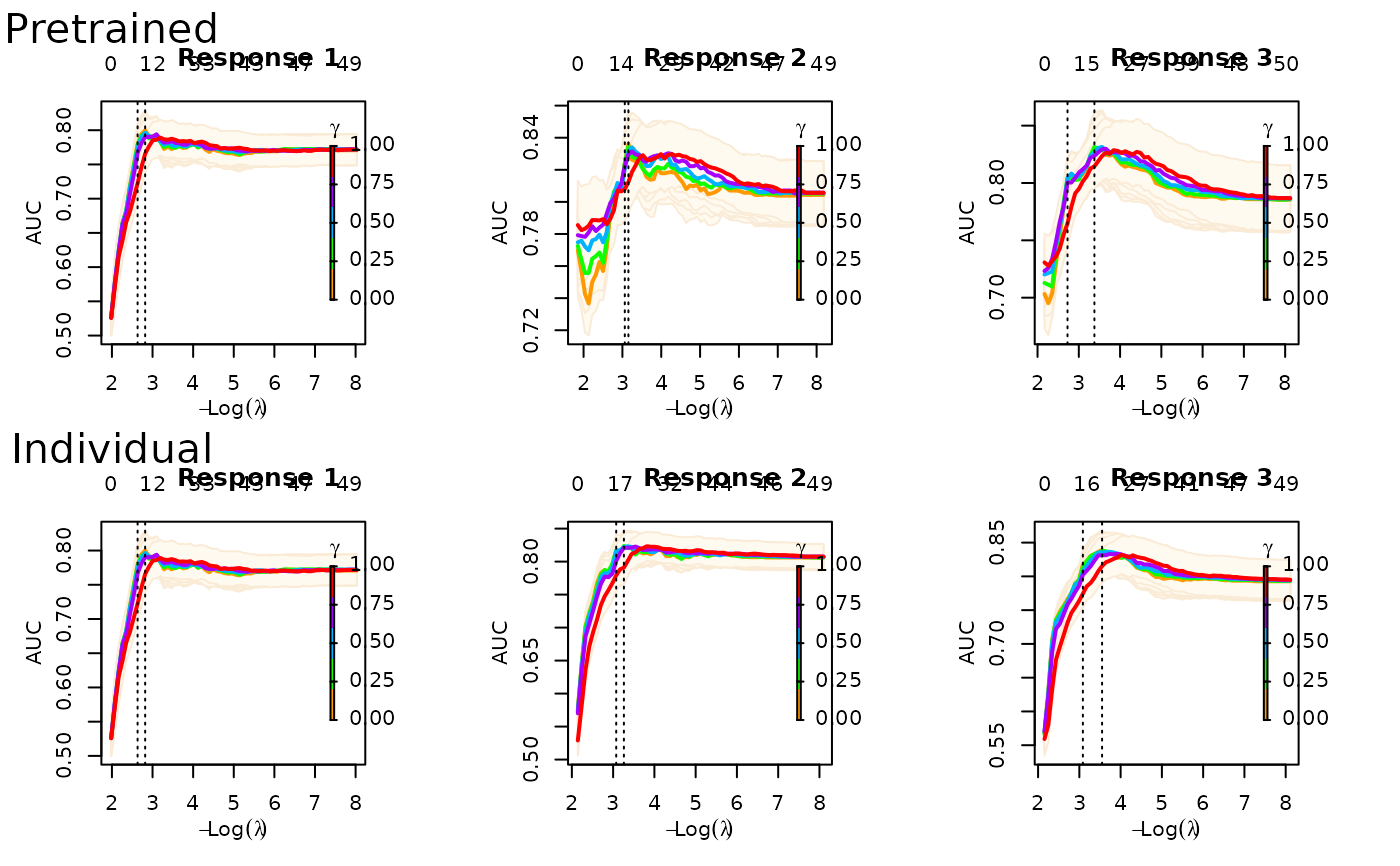 Pretrained
Response 1
0 12 33 43 47 49
AUC
0.50 0.60 0.70 0.80
γ
1.00
0.75
0.50
0.25
0.00
2 3 4 5 6 7 8
−Log(λ)
Response 2
0 14 29 42 47 49
AUC
0.72 0.78 0.84
γ
1.00
0.75
0.50
0.25
0.00
2 3 4 5 6 7 8
−Log(λ)
Response 3
0 15 27 39 48 50
AUC
0.70 0.80
γ
1.00
0.75
0.50
0.25
0.00
2 3 4 5 6 7 8
−Log(λ)
Individual
Response 1
0 12 33 43 47 49
AUC
0.50 0.60 0.70 0.80
γ
1.00
0.75
0.50
0.25
0.00
2 3 4 5 6 7 8
−Log(λ)
Response 2
0 17 32 44 46 49
AUC
0.50 0.65 0.80
γ
1.00
0.75
0.50
0.25
0.00
2 3 4 5 6 7 8
−Log(λ)
Response 3
0 16 27 41 47 49
AUC
0.55 0.70 0.85
γ
1.00
0.75
0.50
0.25
0.00
2 3 4 5 6 7 8
−Log(λ)